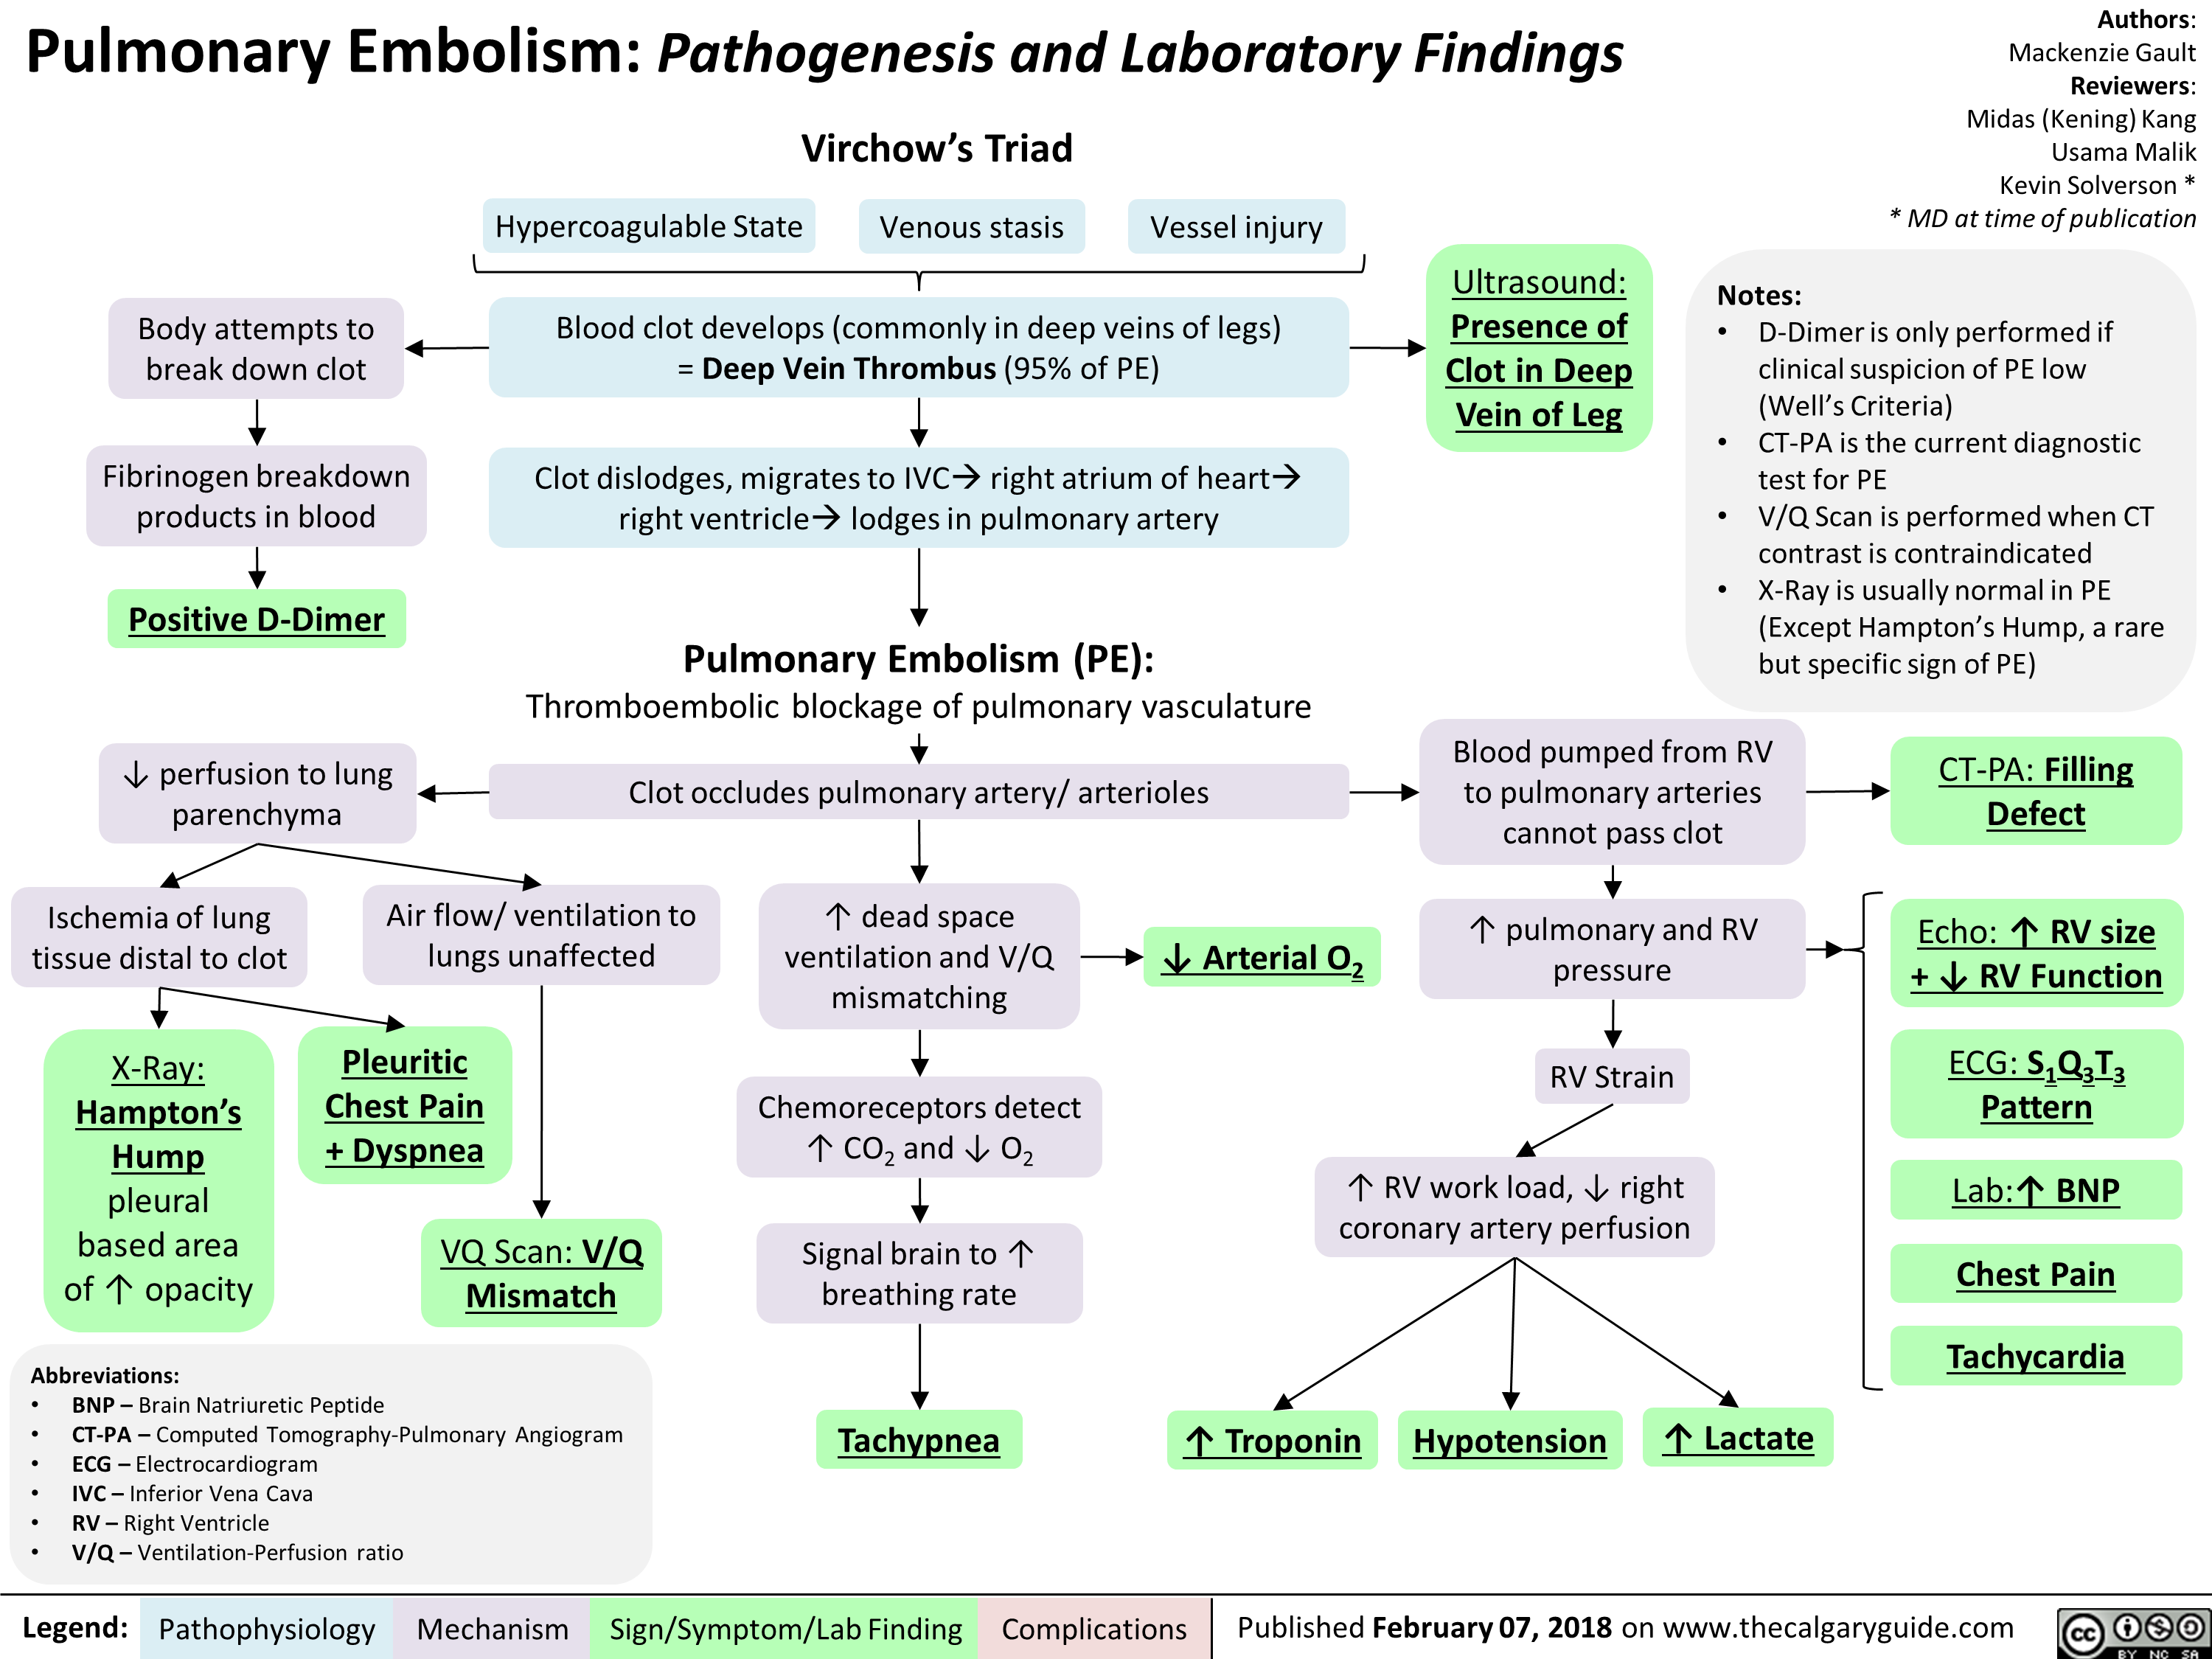 Pulmonary Embolism: Pathogenesis and Laboratory Findings
Authors:
Mackenzie Gault
Reviewers:
Midas (Kening) Kang
Usama Malik
Kevin Solverson *
* MD at time of publication
Virchow’s Triad
Hypercoagulable State
Venous stasis
Vessel injury
Body attempts to
break down clot
Blood clot develops (commonly in deep veins of legs)
= Deep Vein Thrombus (95% of PE)
Ultrasound:
Presence of
Clot in Deep
Vein of Leg
Notes:
• D-Dimer is only performed if
clinical suspicion of PE low
(Well’s Criteria)
• CT-PA is the current diagnostic
test for PE
• V/Q Scan is performed when CT
contrast is contraindicated
• X-Ray is usually normal in PE
(Except Hampton’s Hump, a rare
but specific sign of PE)
Fibrinogen breakdown
products in blood
Clot dislodges, migrates to IVC→ right atrium of heart→
right ventricle→ lodges in pulmonary artery
Positive D-Dimer
Pulmonary Embolism (PE):
Thromboembolic blockage of pulmonary vasculature
↓ perfusion to lung
parenchyma
Clot occludes pulmonary artery/ arterioles
Blood pumped from RV
to pulmonary arteries
cannot pass clot
CT-PA: Filling
Defect
Ischemia of lung
tissue distal to clot
Air flow/ ventilation to
lungs unaffected
↑ dead space
ventilation and V/Q
mismatching
↓ Arterial O₂
↑ pulmonary and RV
pressure
Echo: ↑ RV size
+ ↓ RV Function
X-Ray:
Hampton’s
Hump
pleural
based area
of ↑ opacity
Pleuritic
Chest Pain
+ Dyspnea
Chemoreceptors detect
↑ CO₂ and ↓ O₂
RV Strain
ECG: S₁Q₃T₃
Pattern
↑ RV work load, ↓ right
coronary artery perfusion
Lab:↑ BNP
VQ Scan: V/Q
Mismatch
Signal brain to ↑
breathing rate
Chest Pain
Tachycardia
Tachypnea
↑ Troponin
Hypotension
↑ Lactate
Abbreviations:
• BNP – Brain Natriuretic Peptide
• CT-PA – Computed Tomography-Pulmonary Angiogram
• ECG – Electrocardiogram
• IVC – Inferior Vena Cava
• RV – Right Ventricle
• V/Q – Ventilation-Perfusion ratio
Legend: Pathophysiology Mechanism Sign/Symptom/Lab Finding Complications Published February 07, 2018 on www.thecalgaryguide.com
cc BY NC SA